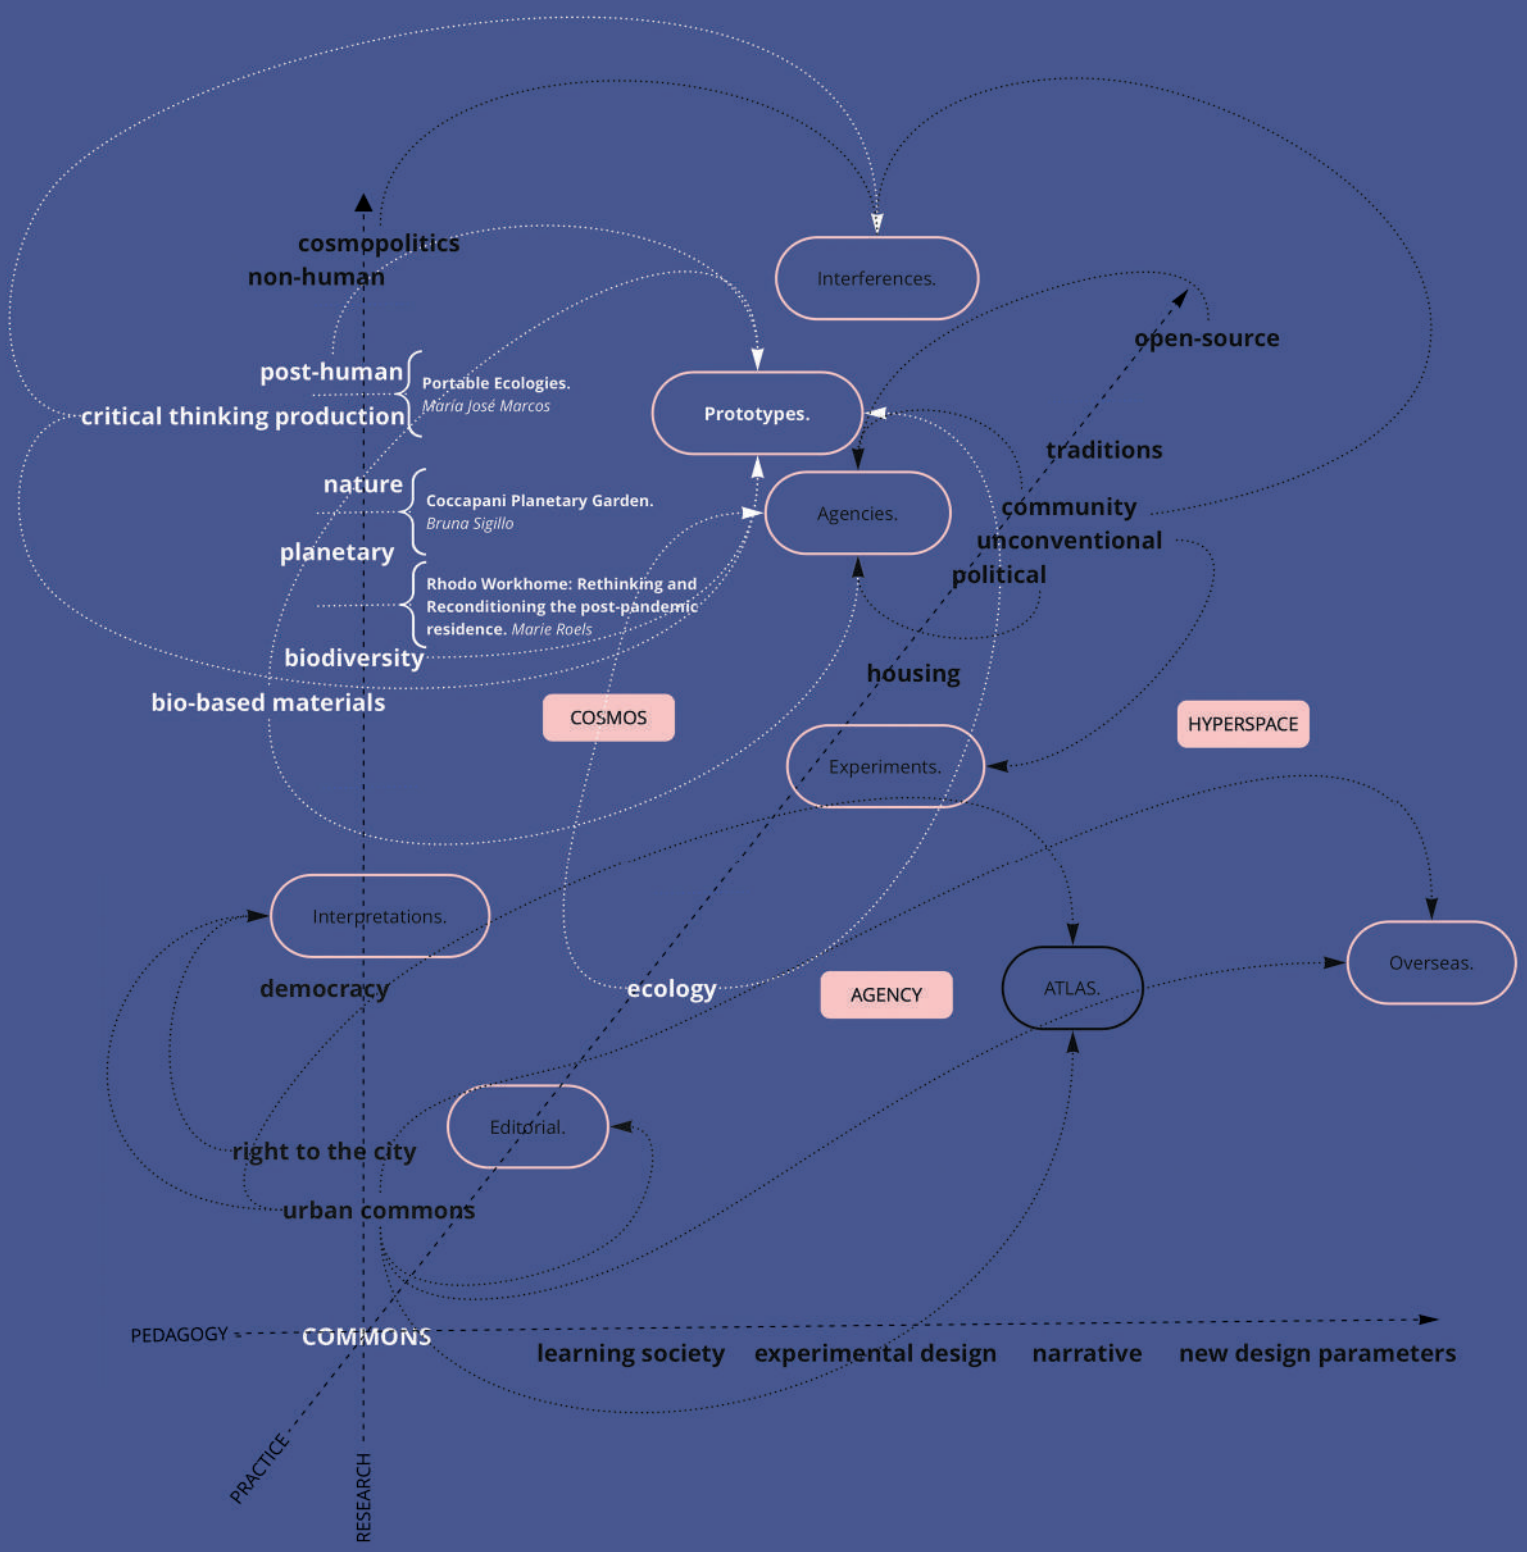 cosmopolitics
non-human
Interferences.
open-source
post-human
critical thinking production
Portable Ecologies.
María José Marcos
Prototypes.
traditions
nature
planetary
Coccapani Planetary Garden.
Bruna Sigillo
Agencies.
community
unconventional
political
Rhodo Workhome: Rethinking and
Reconditioning the post-pandemic
residence. Marie Roels
biodiversity
bio-based materials
housing
COSMOS
HYPERSPACE
Experiments.
Interpretations.
democracy
ecology
AGENCY
ATLAS.
Overseas.
Editorial.
right to the city
urban commons
PEDAGOGY
COMMONS
learning society
experimental design
narrative
new design parameters
PRACTICE
RESEARCH